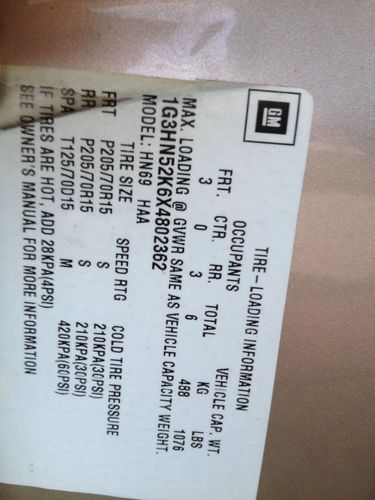 GM
TIRE-LOADING INFORMATION
OCCUPANTS VEHICLE CAP. WT.
FRT. CTR. RR. TOTAL KG LBS
3 0 3 6 488 1076
MAX. LOADING @ GVWR SAME AS VEHICLE CAPACITY WEIGHT.
1G3HN52K6X4802362
MODEL: HN69 HAA
TIRE SIZE SPEED RTG COLD TIRE PRESSURE
FRT P205/70R15 S 210KPA(30PSI)
RR P205/70R15 S 210KPA(30PSI)
SPA T125/70D15 M 420KPA(60PSI)
IF TIRES ARE HOT, ADD 28KPA(4PSI)
SEE OWNER'S MANUAL FOR MORE INFORMATION